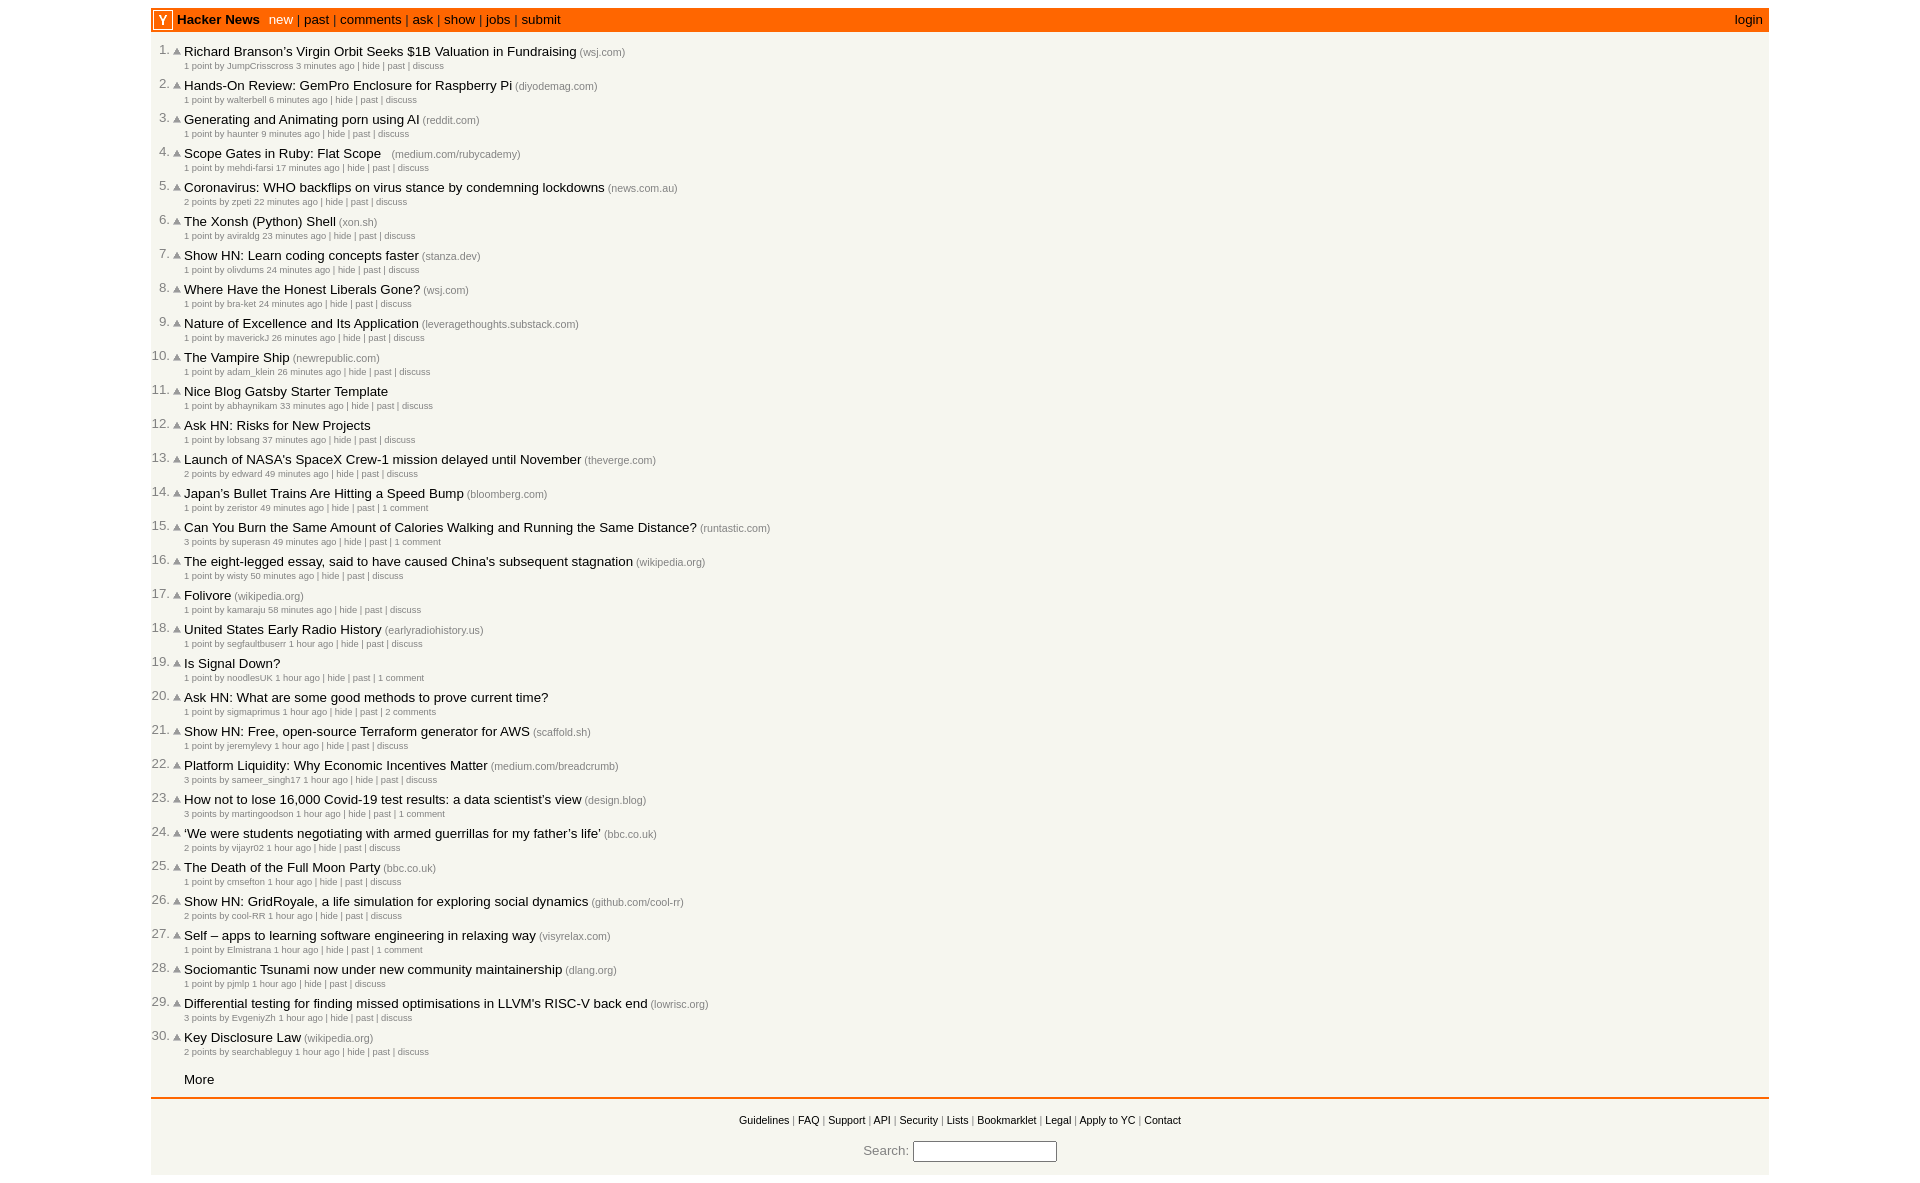 Y Hacker News new | past | comments | ask | show | jobs | submit login
1. Richard Branson’s Virgin Orbit Seeks $1B Valuation in Fundraising (wsj.com)
1 point by JumpCrisscross 3 minutes ago | hide | past | discuss
2. Hands-On Review: GemPro Enclosure for Raspberry Pi (diyodemag.com)
1 point by walterbell 6 minutes ago | hide | past | discuss
3. Generating and Animating porn using AI (reddit.com)
1 point by haunter 9 minutes ago | hide | past | discuss
4. Scope Gates in Ruby: Flat Scope (medium.com/rubycademy)
1 point by mehdi-farsi 17 minutes ago | hide | past | discuss
5. Coronavirus: WHO backflips on virus stance by condemning lockdowns (news.com.au)
2 points by zpeti 22 minutes ago | hide | past | discuss
6. The Xonsh (Python) Shell (xon.sh)
1 point by aviraldg 23 minutes ago | hide | past | discuss
7. Show HN: Learn coding concepts faster (stanza.dev)
1 point by olivdums 24 minutes ago | hide | past | discuss
8. Where Have the Honest Liberals Gone? (wsj.com)
1 point by bra-ket 24 minutes ago | hide | past | discuss
9. Nature of Excellence and Its Application (leveragethoughts.substack.com)
1 point by maverickJ 26 minutes ago | hide | past | discuss
10. The Vampire Ship (newrepublic.com)
1 point by adam_klein 26 minutes ago | hide | past | discuss
11. Nice Blog Gatsby Starter Template
1 point by abhaynikam 33 minutes ago | hide | past | discuss
12. Ask HN: Risks for New Projects
1 point by lobsang 37 minutes ago | hide | past | discuss
13. Launch of NASA's SpaceX Crew-1 mission delayed until November (theverge.com)
2 points by edward 49 minutes ago | hide | past | discuss
14. Japan’s Bullet Trains Are Hitting a Speed Bump (bloomberg.com)
1 point by zeristor 49 minutes ago | hide | past | 1 comment
15. Can You Burn the Same Amount of Calories Walking and Running the Same Distance? (runtastic.com)
3 points by superasn 49 minutes ago | hide | past | 1 comment
16. The eight-legged essay, said to have caused China's subsequent stagnation (wikipedia.org)
1 point by wisty 50 minutes ago | hide | past | discuss
17. Folivore (wikipedia.org)
1 point by kamaraju 58 minutes ago | hide | past | discuss
18. United States Early Radio History (earlyradiohistory.us)
1 point by segfaultbuserr 1 hour ago | hide | past | discuss
19. Is Signal Down?
1 point by noodlesUK 1 hour ago | hide | past | 1 comment
20. Ask HN: What are some good methods to prove current time?
1 point by sigmaprimus 1 hour ago | hide | past | 2 comments
21. Show HN: Free, open-source Terraform generator for AWS (scaffold.sh)
1 point by jeremylevy 1 hour ago | hide | past | discuss
22. Platform Liquidity: Why Economic Incentives Matter (medium.com/breadcrumb)
3 points by sameer_singh17 1 hour ago | hide | past | discuss
23. How not to lose 16,000 Covid-19 test results: a data scientist's view (design.blog)
3 points by martingoodson 1 hour ago | hide | past | 1 comment
24. ‘We were students negotiating with armed guerrillas for my father’s life’ (bbc.co.uk)
2 points by vijayr02 1 hour ago | hide | past | discuss
25. The Death of the Full Moon Party (bbc.co.uk)
1 point by cmsefton 1 hour ago | hide | past | discuss
26. Show HN: GridRoyale, a life simulation for exploring social dynamics (github.com/cool-rr)
2 points by cool-RR 1 hour ago | hide | past | discuss
27. Self – apps to learning software engineering in relaxing way (visyrelax.com)
1 point by Elmistrana 1 hour ago | hide | past | 1 comment
28. Sociomantic Tsunami now under new community maintainership (dlang.org)
1 point by pjmlp 1 hour ago | hide | past | discuss
29. Differential testing for finding missed optimisations in LLVM's RISC-V back end (lowrisc.org)
3 points by EvgeniyZh 1 hour ago | hide | past | discuss
30. Key Disclosure Law (wikipedia.org)
2 points by searchableguy 1 hour ago | hide | past | discuss
More
Guidelines | FAQ | Support | API | Security | Lists | Bookmarklet | Legal | Apply to YC | Contact
Search: